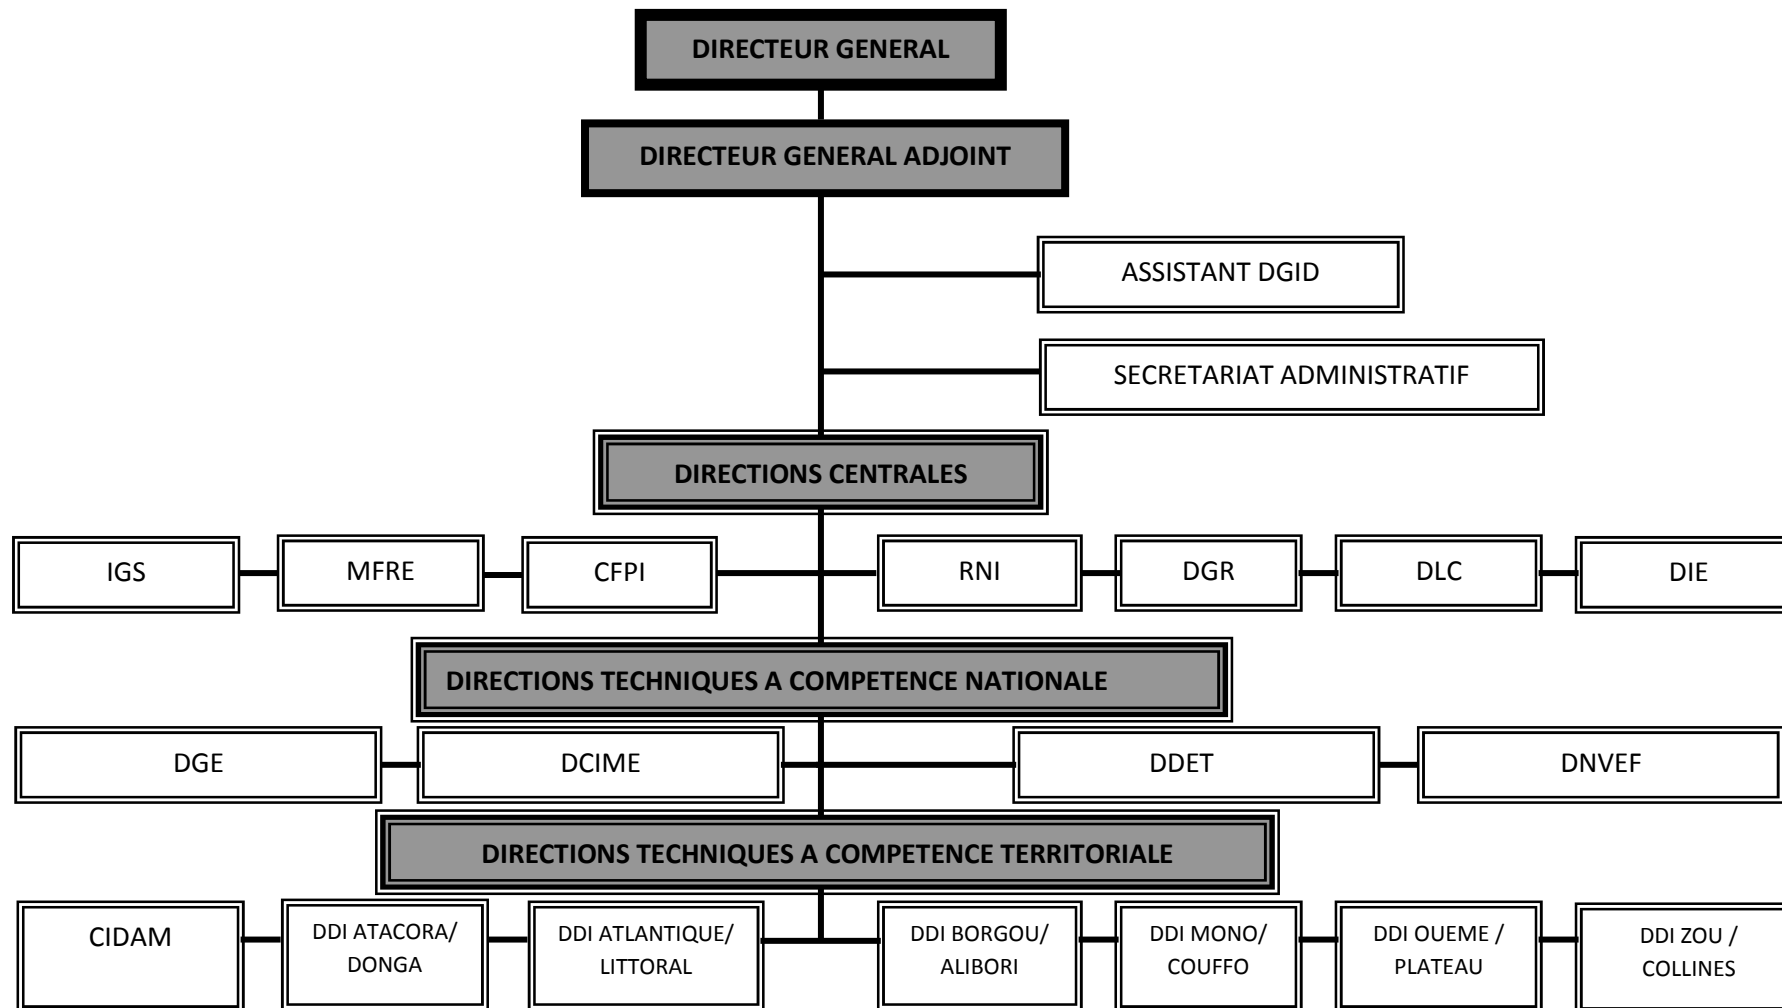 DIRECTEUR GENERAL
DIRECTEUR GENERAL ADJOINT
ASSISTANT DGID
SECRETARIAT ADMINISTRATIF
DIRECTIONS CENTRALES
IGS
MFRE
CFPI
RNI
DGR
DLC
DIE
DIRECTIONS TECHNIQUES A COMPETENCE NATIONALE
DGE
DCIME
DDET
DNVEF
DIRECTIONS TECHNIQUES A COMPETENCE TERRITORIALE
CIDAM
DDI ATACORA/
DONGA
DDI ATLANTIQUE/
LITTORAL
DDI BORGOU/
ALIBORI
DDI MONO/
COUFFO
DDI OUEME /
PLATEAU
DDI ZOU /
COLLINES